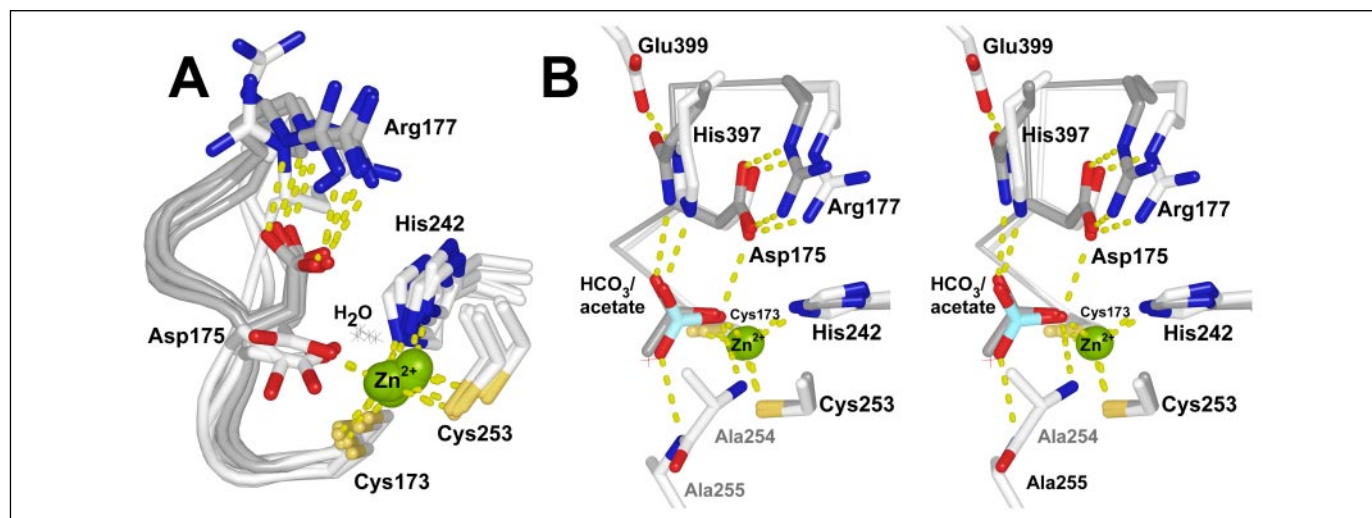 A
Arg177
His242
H2O
Asp175
Zn2+
Cys253
Cys173
B
Glu399
His397
Arg177
Asp175
HCO3/
acetate
Cys173
Zn2+
His242
Cys253
Ala254
Ala255
Glu399
His397
Arg177
Asp175
HCO3/
acetate
Cys173
Zn2+
His242
Cys253
Ala254
Ala255